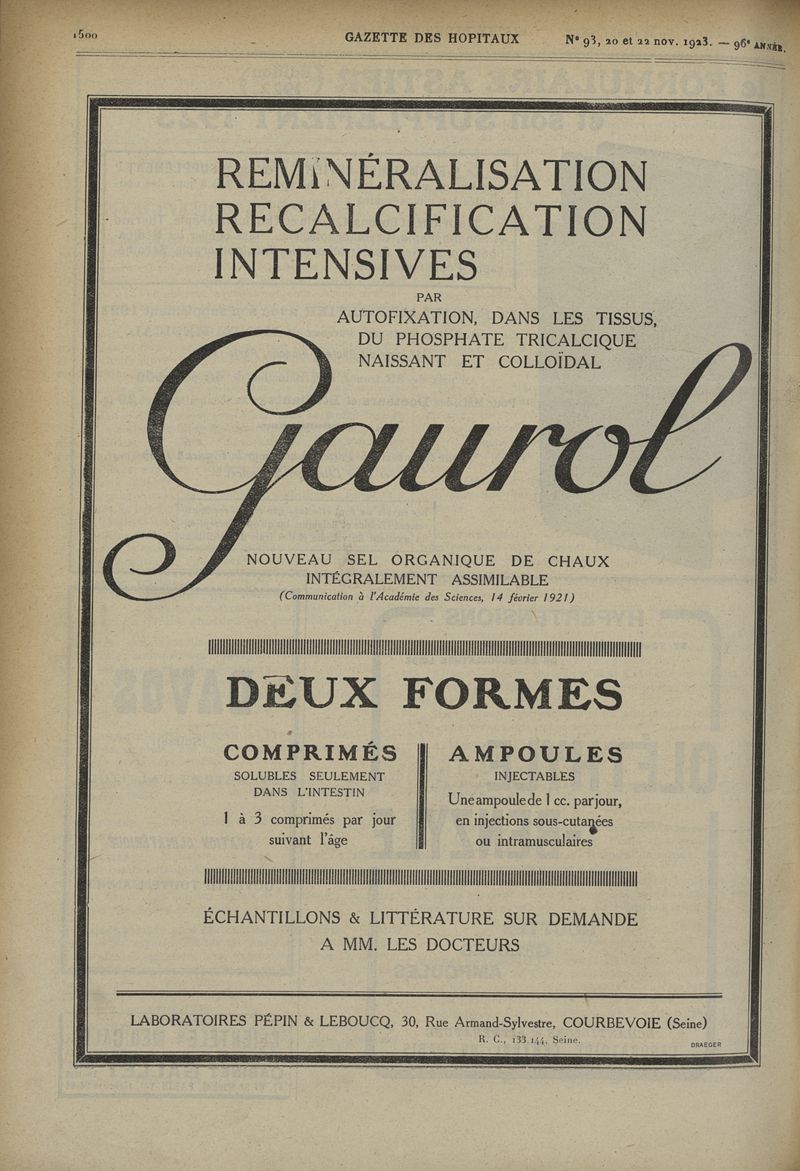 1500
GAZETTE DES HOPITAUX
N° 93, 20 et 22 nov. 1923. — 96e ANNÉE.
REMINÉRALISATION
RECALCIFICATION
INTENSIVES
PAR
AUTOFIXATION, DANS LES TISSUS,
DU PHOSPHATE TRICALCIQUE
NAISSANT ET COLLOÏDAL
Gaurol
NOUVEAU SEL ORGANIQUE DE CHAUX
INTÉGRALEMENT ASSIMILABLE
(Communication à l'Académie des Sciences, 14 février 1921)
DEUX FORMES
COMPRIMÉS
SOLUBLES SEULEMENT
DANS L'INTESTIN
1 à 3 comprimés par jour
suivant l'âge
AMPOULES
INJECTABLES
Une ampoule de 1 cc. par jour,
en injections sous-cutanées
ou intramusculaires
ÉCHANTILLONS & LITTÉRATURE SUR DEMANDE
A MM. LES DOCTEURS
LABORATOIRES PÉPIN & LEBOUCQ, 30, Rue Armand-Sylvestre, COURBEVOIE (Seine)
R. C., 133.144, Seine.
DRAEGER